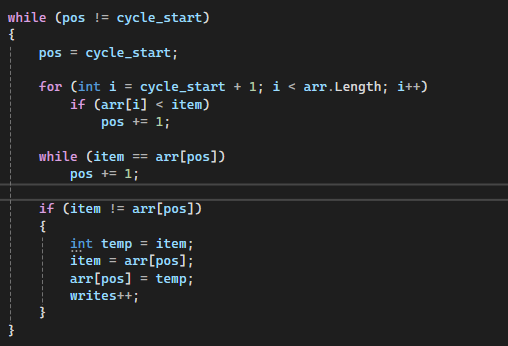 while (pos != cycle_start)
{
    pos = cycle_start;

    for (int i = cycle_start + 1; i < arr.Length; i++)
        if (arr[i] < item)
            pos += 1;

    while (item == arr[pos])
        pos += 1;

    if (item != arr[pos])
    {
        int temp = item;
        item = arr[pos];
        arr[pos] = temp;
        writes++;
    }
}